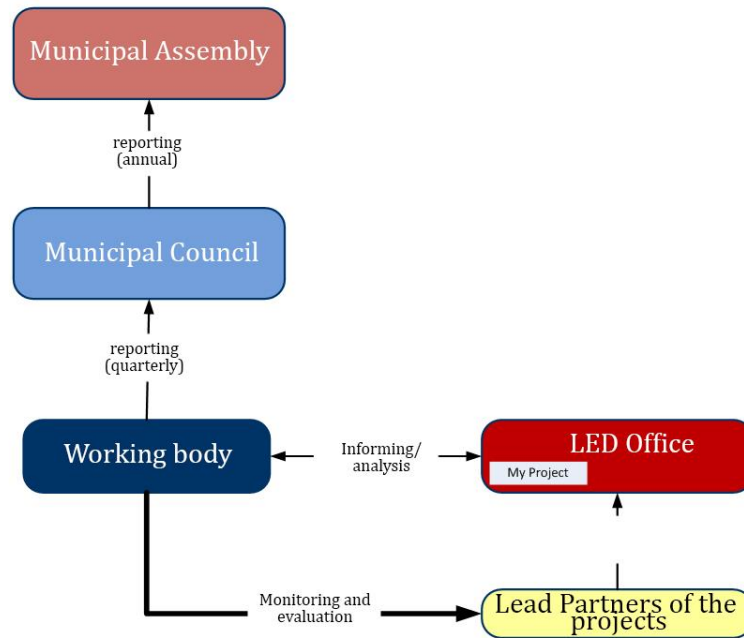 Municipal Assembly
reporting
(annual)
Municipal Council
reporting
(quarterly)
Working body
Informing/
analysis
LED Office
My Project
Monitoring and
evaluation
Lead Partners of the
projects